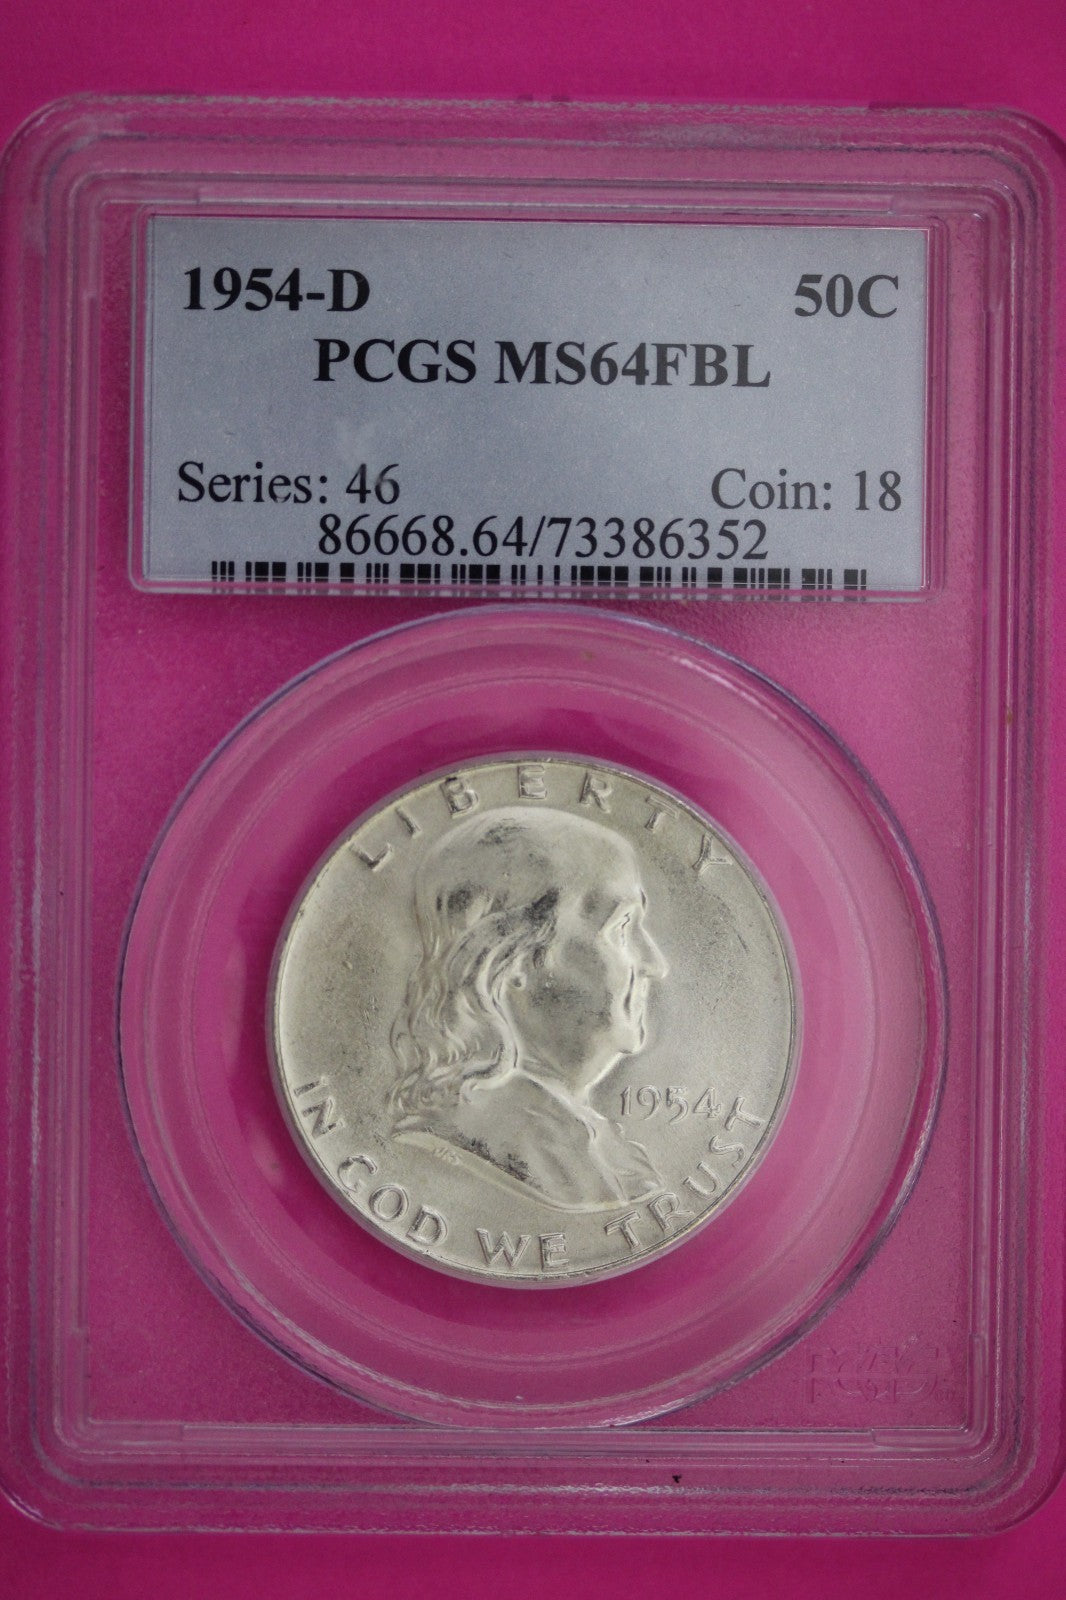 1954-D 50C
PCGS MS64FBL
Series: 46 Coin: 18
86668.64/73386352
LIBERTY
1954
IN GOD WE TRUST